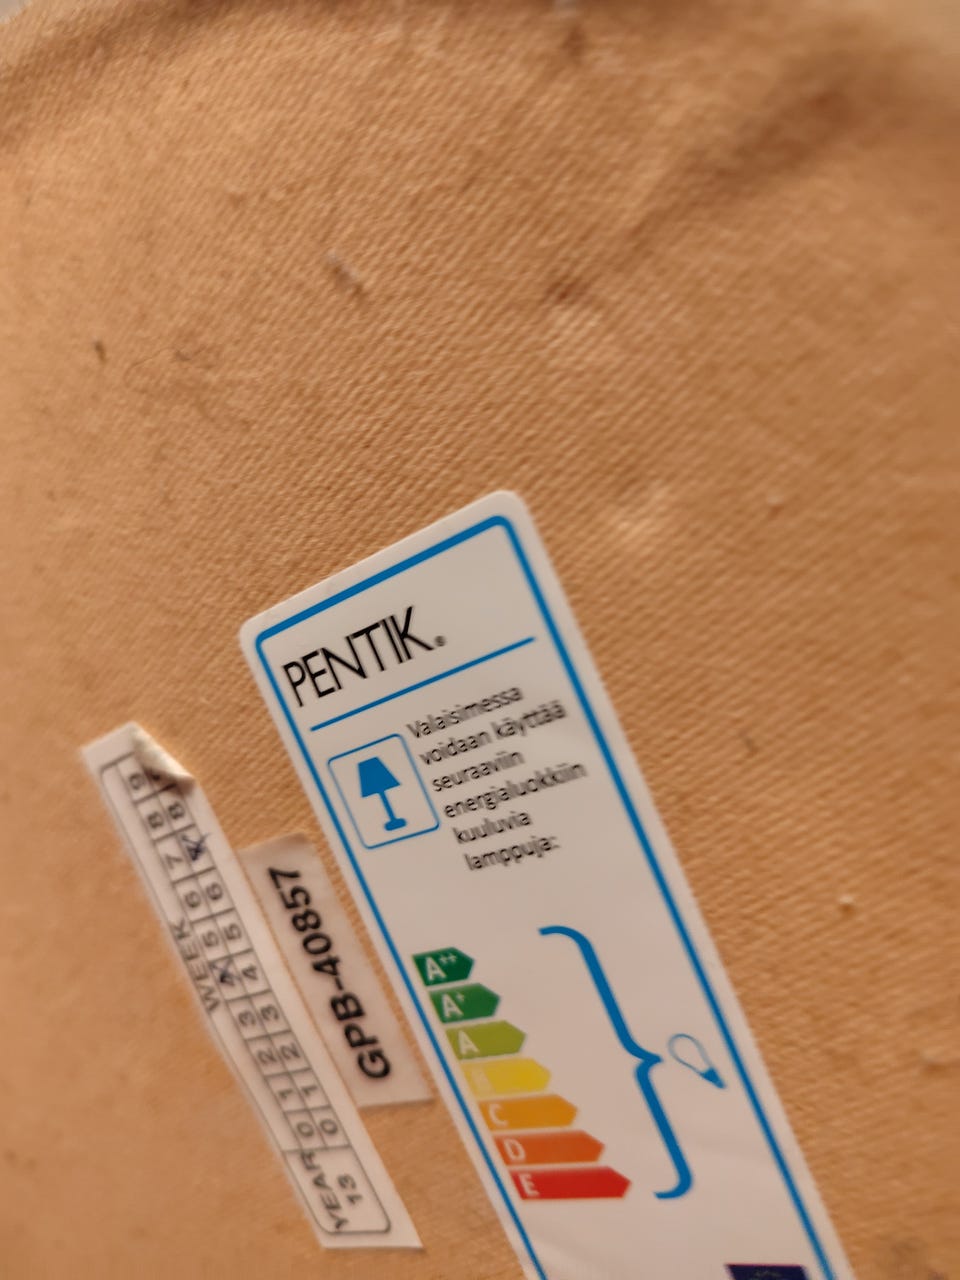 PENTIK®
Valaisimessa
voidaan käyttää
seuraaviin
energialuokkiin
kuuluvia
lamppuja:
A++
A+
A
B
C
D
E
GPB-40857
WEEK
0 1 2 3 4 5 6 7 8 9
YEAR 0 1 2 3 4 5 6 7 8
13